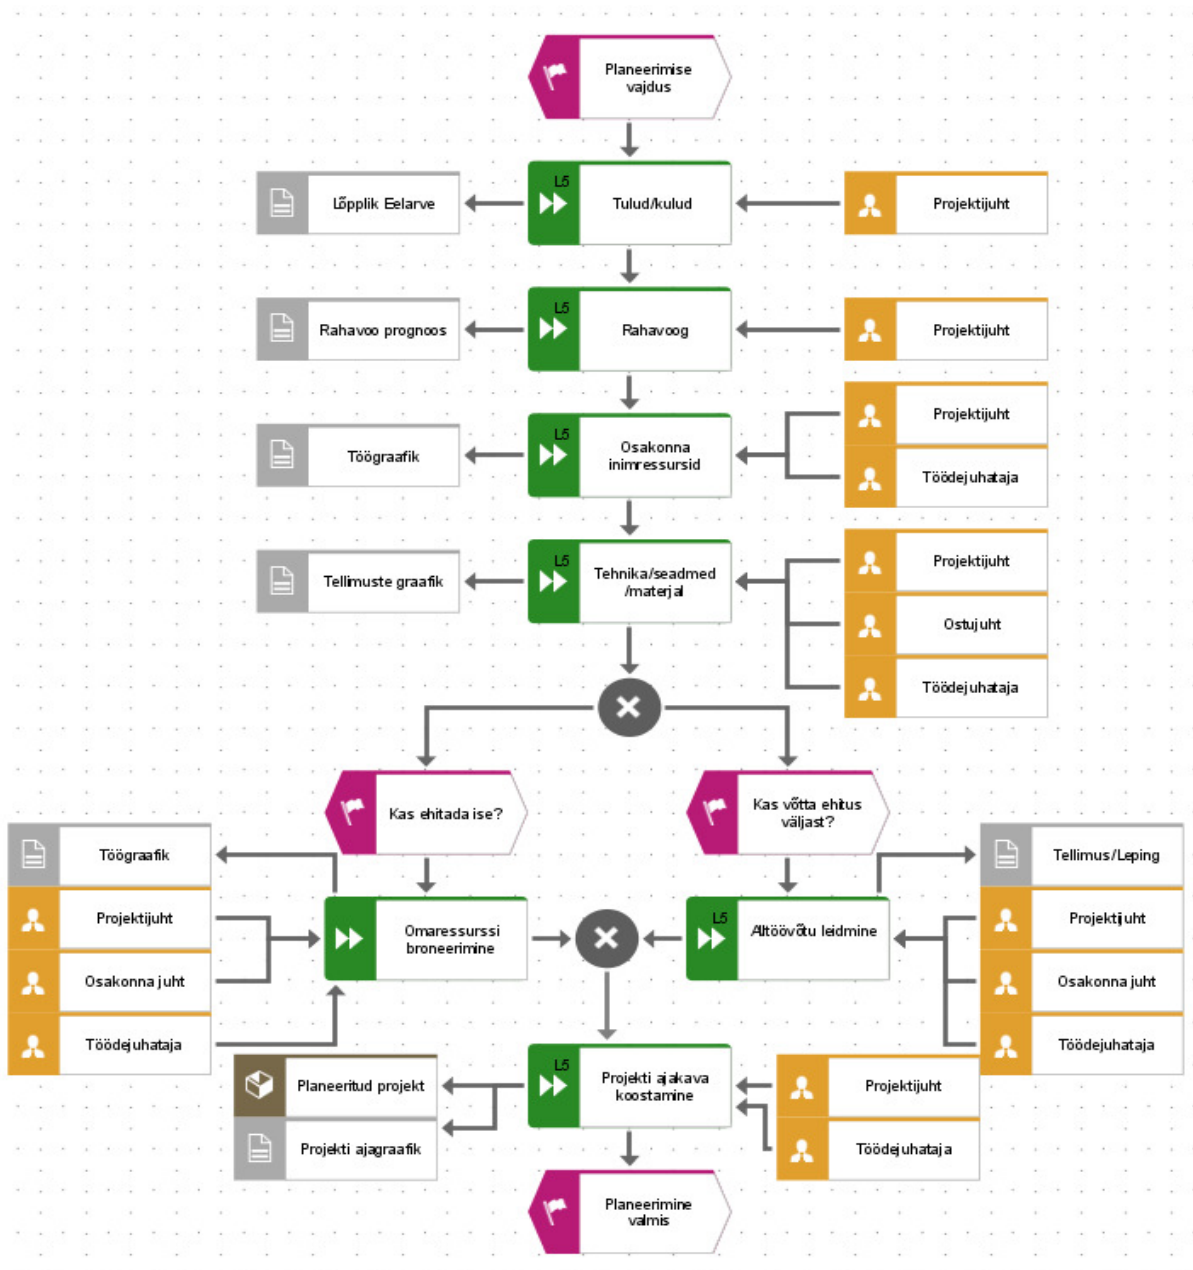 Planeerimise
vajdus
L5
Lõpplik Eelarve
Tulud/kulud
Projektijuht
L5
Rahavoo prognoos
Rahavoog
Projektijuht
Projektijuht
L5
Töögraafik
Osakonna
inimressursid
Töödejuhataja
L5
Tellimuste graafik
Tehnika/seadmed
/materjal
Projektijuht
Ostujuht
Töödejuhataja
Kas ehitada ise?
Kas võtta ehitus
väljast?
Töögraafik
Tellimus/Leping
Projektijuht
Omaressurssi
broneerimine
L5
Alltöövõtu leidmine
Projektijuht
Osakonna juht
Osakonna juht
Töödejuhataja
Töödejuhataja
L5
Planeeritud projekt
Projekti ajakava
koostamine
Projektijuht
Projekti ajagraafik
Töödejuhataja
Planeerimine
valmis